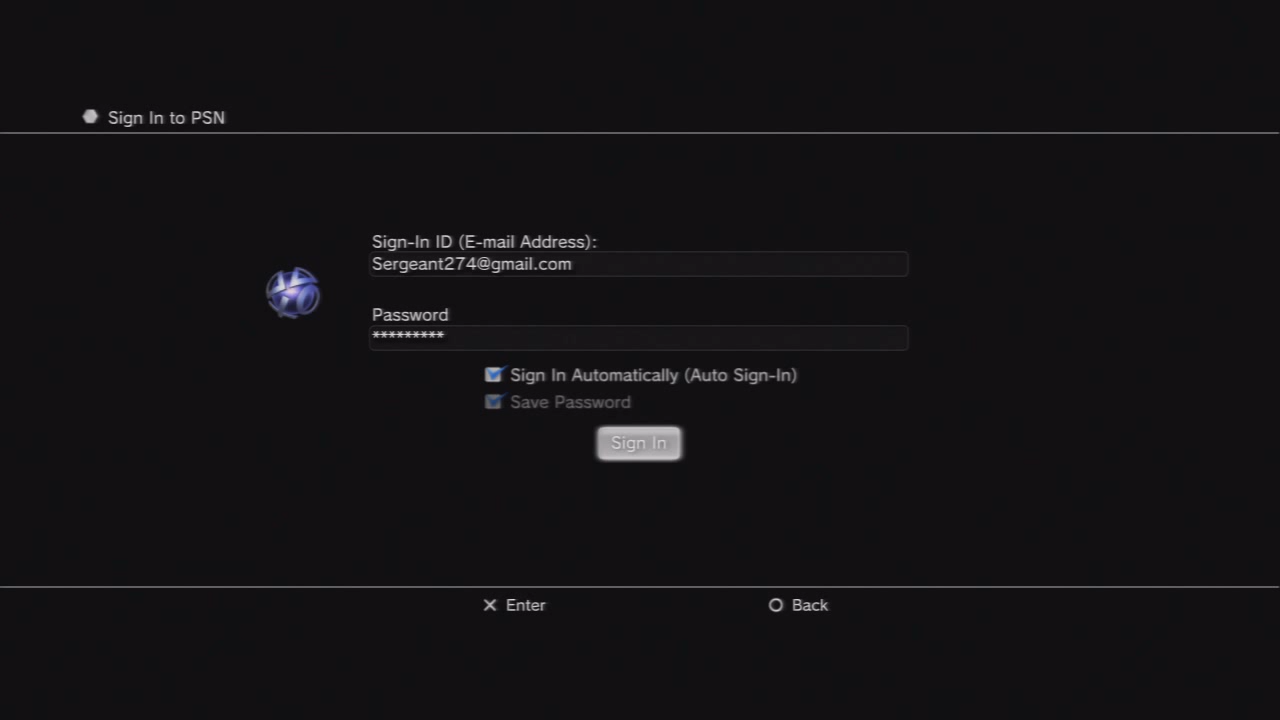 Sign In to PSN
Sign-In ID (E-mail Address):
Sergeant274@gmail.com
Password
*********
Sign In Automatically (Auto Sign-In)
Save Password
Sign In
Enter
Back